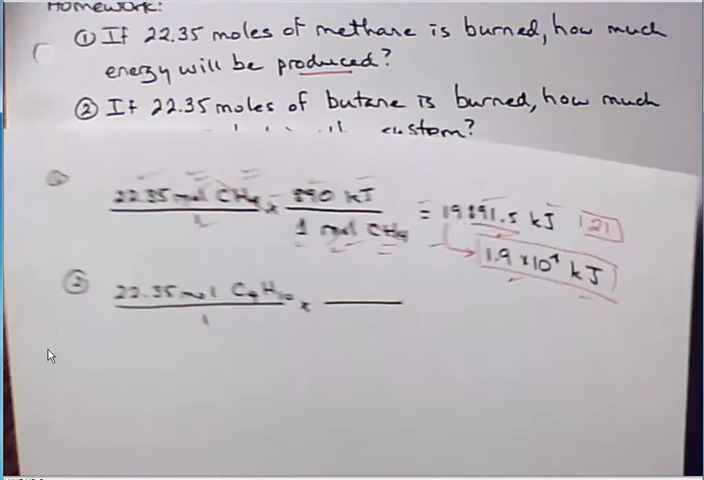 Homework:
① If 22.35 moles of methane is burned, how much
energy will be produced?
② If 22.35 moles of butane is burned, how much
custom?
22.35 mol CH4 x 890 kJ = 19891.5 kJ
1 1 mol CH4
1.9 x 10⁴ kJ
② 22.35 mol C4H10 x
1